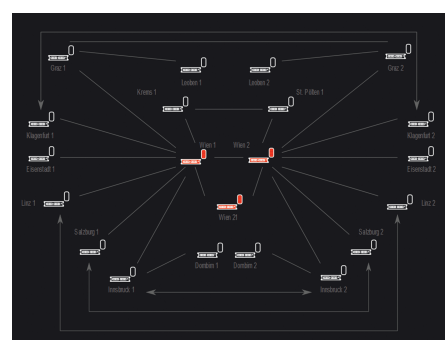 Graz 1
Graz 2
Leoben 1
Leoben 2
Krems 1
St. Pölten 1
Klagenfurt 1
Klagenfurt 2
Wien 1
Wien 2
Eisenstadt 1
Eisenstadt 2
Linz 1
Linz 2
Wien 21
Salzburg 1
Salzburg 2
Dornbirn 1
Dornbirn 2
Innsbruck 1
Innsbruck 2